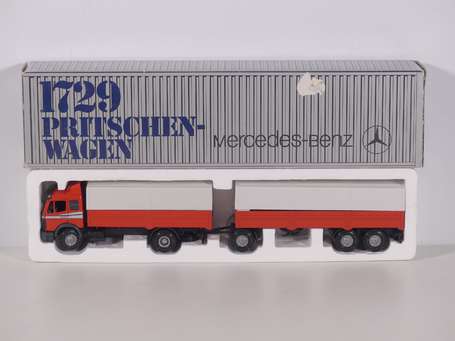 1729
PRITSCHEN-
WAGEN
Mercedes-Benz